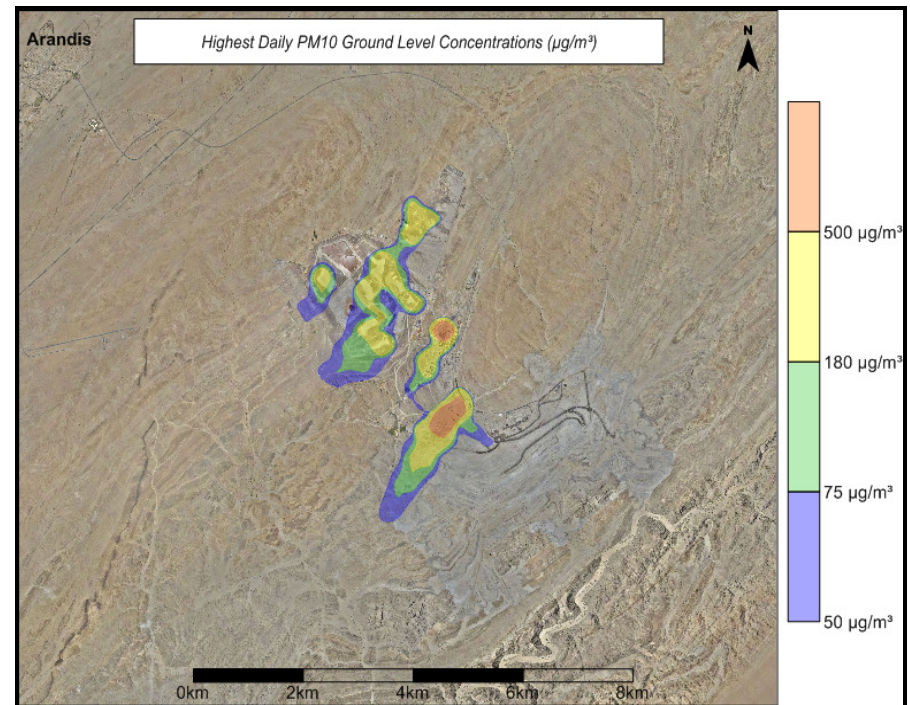 Arandis
Highest Daily PM10 Ground Level Concentrations (µg/m³)
N
500 µg/m³
180 µg/m³
75 µg/m³
50 µg/m³
0km 2km 4km 6km 8km